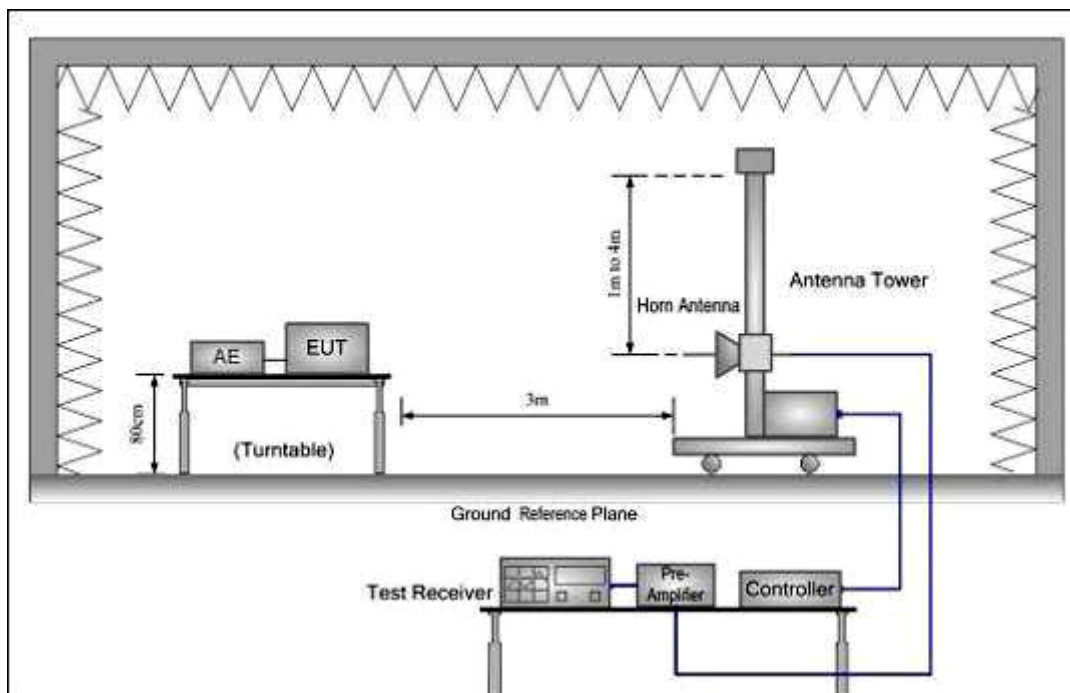 1m to 4m
Antenna Tower
Horn Antenna
AE
EUT
3m
80cm
(Turntable)
Ground Reference Plane
Test Receiver
Pre-
Amplifier
Controller